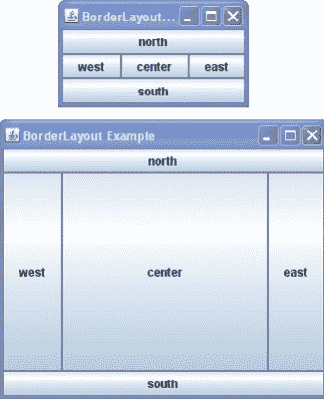 BorderLayout...
north
west center east
south
BorderLayout Example
north
west center east
south